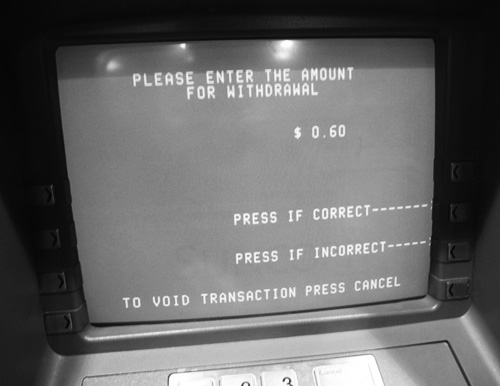 PLEASE ENTER THE AMOUNT
FOR WITHDRAWAL
$ 0.60
PRESS IF CORRECT-------
PRESS IF INCORRECT-----
TO VOID TRANSACTION PRESS CANCEL
3